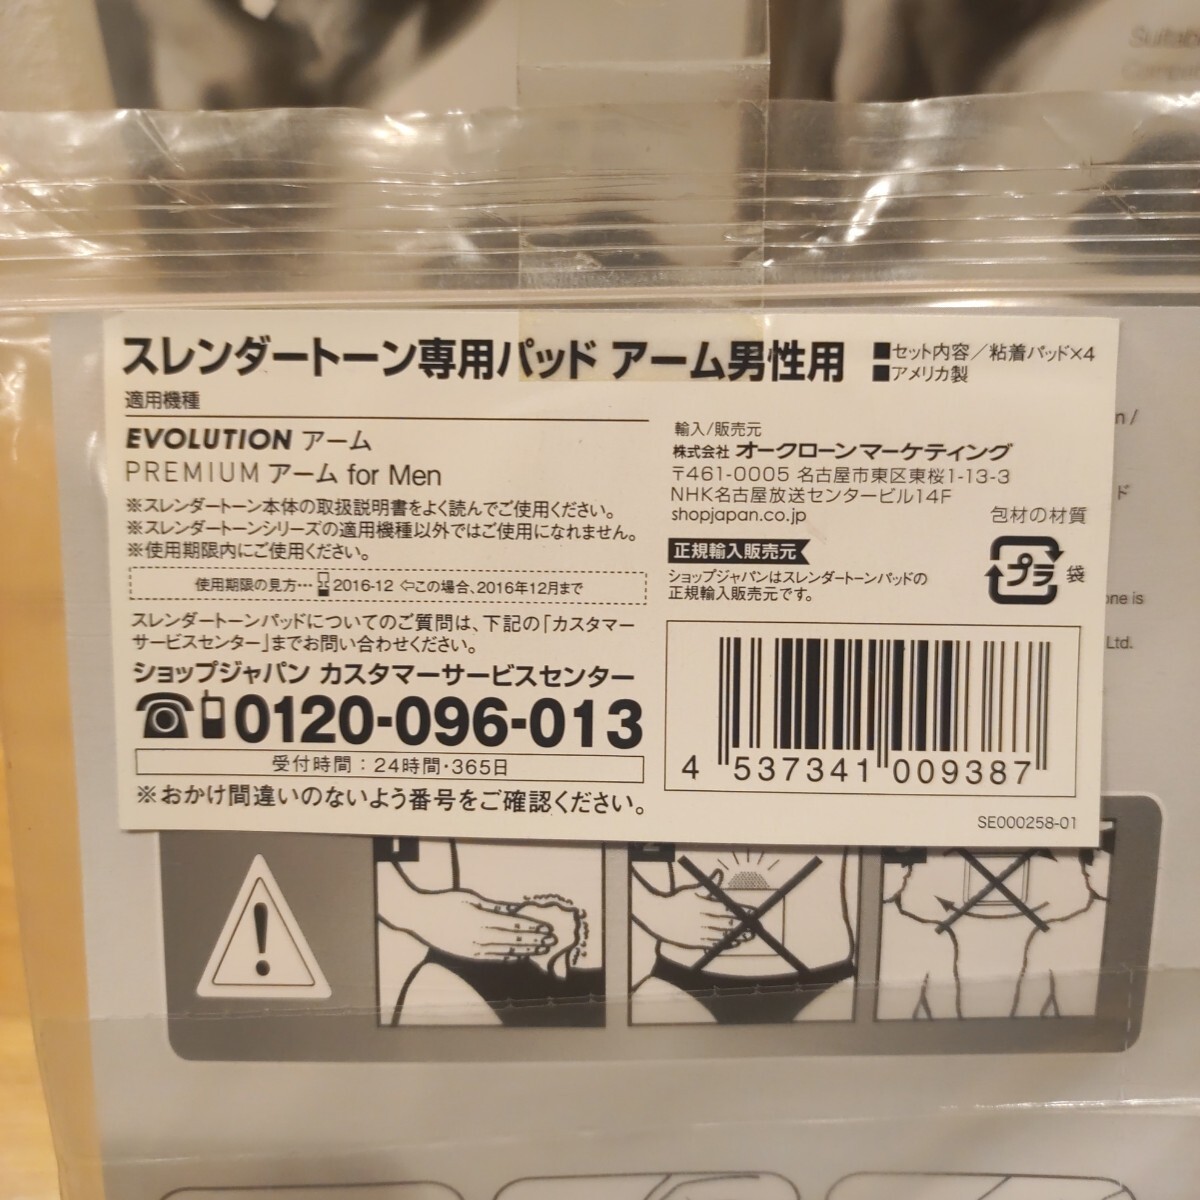 スレンダートーン専用パッド アーム男性用
■セット内容／粘着パッド×4
■アメリカ製
適用機種
EVOLUTION アーム
PREMIUM アーム for Men
※スレンダートーン本体の取扱説明書をよく読んでご使用ください。
※スレンダートーンシリーズの適用機種以外ではご使用になれません。
※使用期限内にご使用ください。
使用期限の見方… 2016-12 ⇦この場合、2016年12月まで
スレンダートーンパッドについてのご質問は、下記の「カスタマー
サービスセンター」までお問い合わせください。
ショップジャパン カスタマーサービスセンター
0120-096-013
受付時間：24時間・365日
※おかけ間違いのないよう番号をご確認ください。
輸入/販売元
株式会社 オークローンマーケティング
〒461-0005 名古屋市東区東桜1-13-3
NHK名古屋放送センタービル14F
shopjapan.co.jp
包材の材質
プラ 袋
正規輸入販売元
ショップジャパンはスレンダートーンパッドの
正規輸入販売元です。
4 537341 009387
SE000258-01
one is
Ltd.
1
2